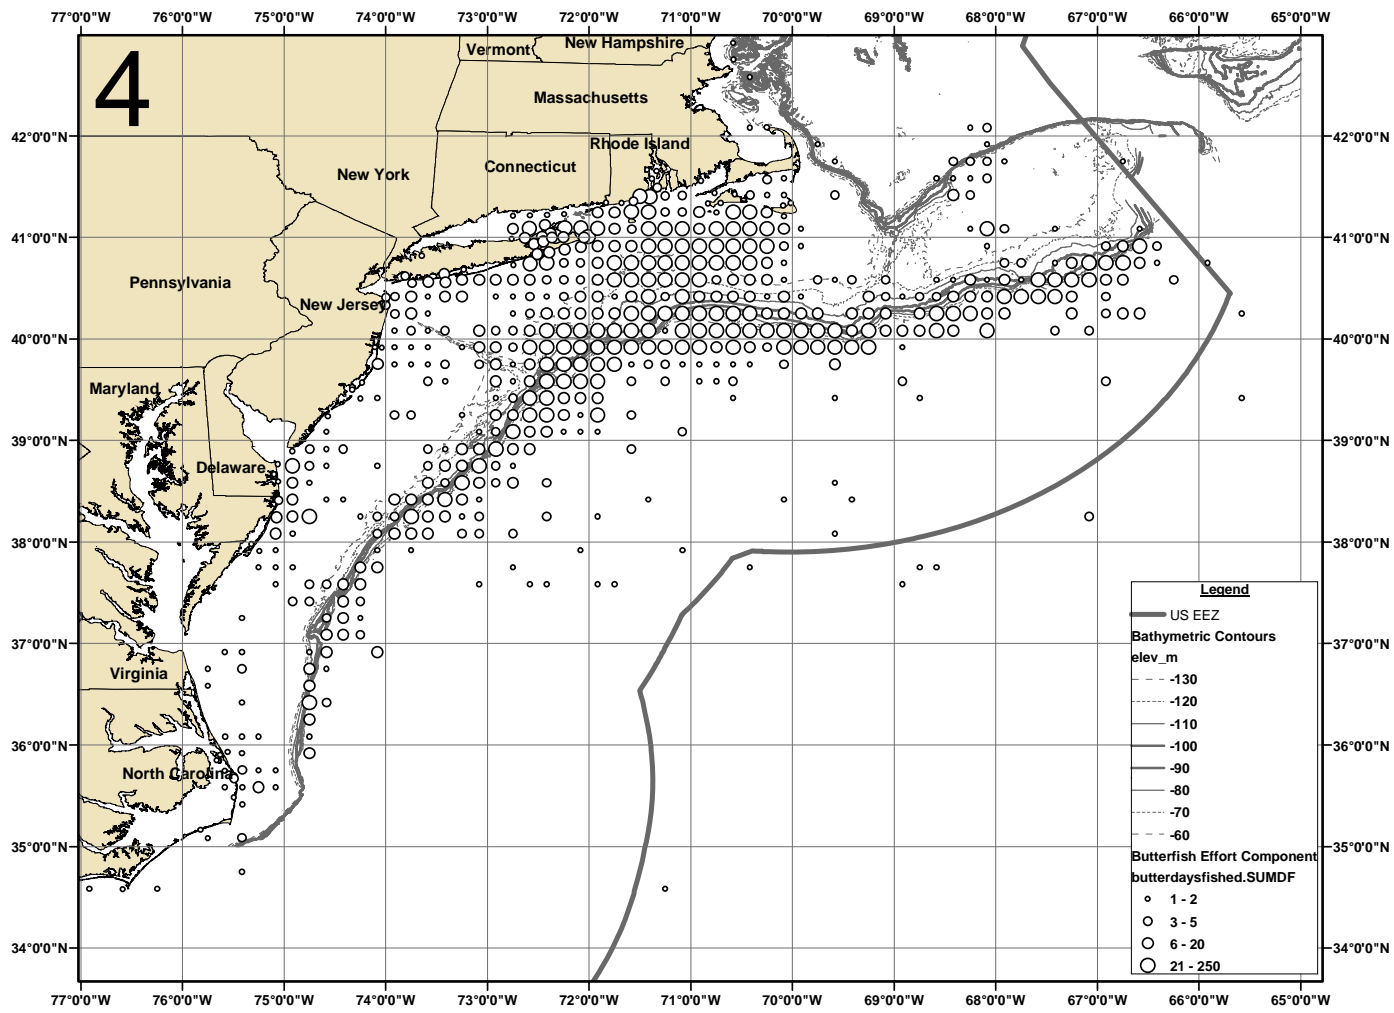 77°0'0"W 76°0'0"W 75°0'0"W 74°0'0"W 73°0'0"W 72°0'0"W 71°0'0"W 70°0'0"W 69°0'0"W 68°0'0"W 67°0'0"W 66°0'0"W 65°0'0"W
4
Vermont
New Hampshire
Massachusetts
42°0'0"N 42°0'0"N
Rhode Island
Connecticut
New York
41°0'0"N 41°0'0"N
Pennsylvania
New Jersey
40°0'0"N 40°0'0"N
Maryland
39°0'0"N 39°0'0"N
Delaware
38°0'0"N 38°0'0"N
Legend
US EEZ
Bathymetric Contours
elev_m
-130
-120
-110
-100
-90
-80
-70
-60
Butterfish Effort Component
butterdaysfished.SUMDF
1 - 2
3 - 5
6 - 20
21 - 250
37°0'0"N 37°0'0"N
Virginia
36°0'0"N 36°0'0"N
North Carolina
35°0'0"N 35°0'0"N
34°0'0"N 34°0'0"N
77°0'0"W 76°0'0"W 75°0'0"W 74°0'0"W 73°0'0"W 72°0'0"W 71°0'0"W 70°0'0"W 69°0'0"W 68°0'0"W 67°0'0"W 66°0'0"W 65°0'0"W